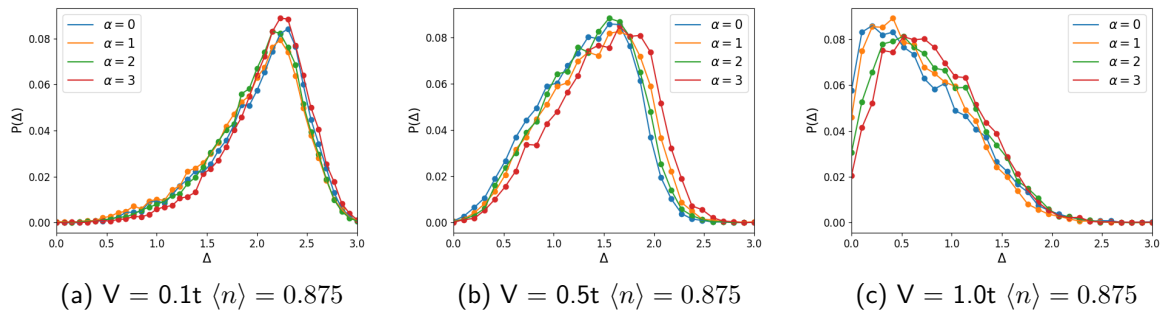 α = 0
α = 1
α = 2
α = 3
P(Δ)
0.08
0.06
0.04
0.02
0.00
0.0 0.5 1.0 1.5 2.0 2.5 3.0
Δ
(a) V = 0.1t ⟨n⟩ = 0.875
α = 0
α = 1
α = 2
α = 3
P(Δ)
0.08
0.06
0.04
0.02
0.00
0.0 0.5 1.0 1.5 2.0 2.5 3.0
Δ
(b) V = 0.5t ⟨n⟩ = 0.875
α = 0
α = 1
α = 2
α = 3
P(Δ)
0.08
0.06
0.04
0.02
0.00
0.0 0.5 1.0 1.5 2.0 2.5 3.0
Δ
(c) V = 1.0t ⟨n⟩ = 0.875